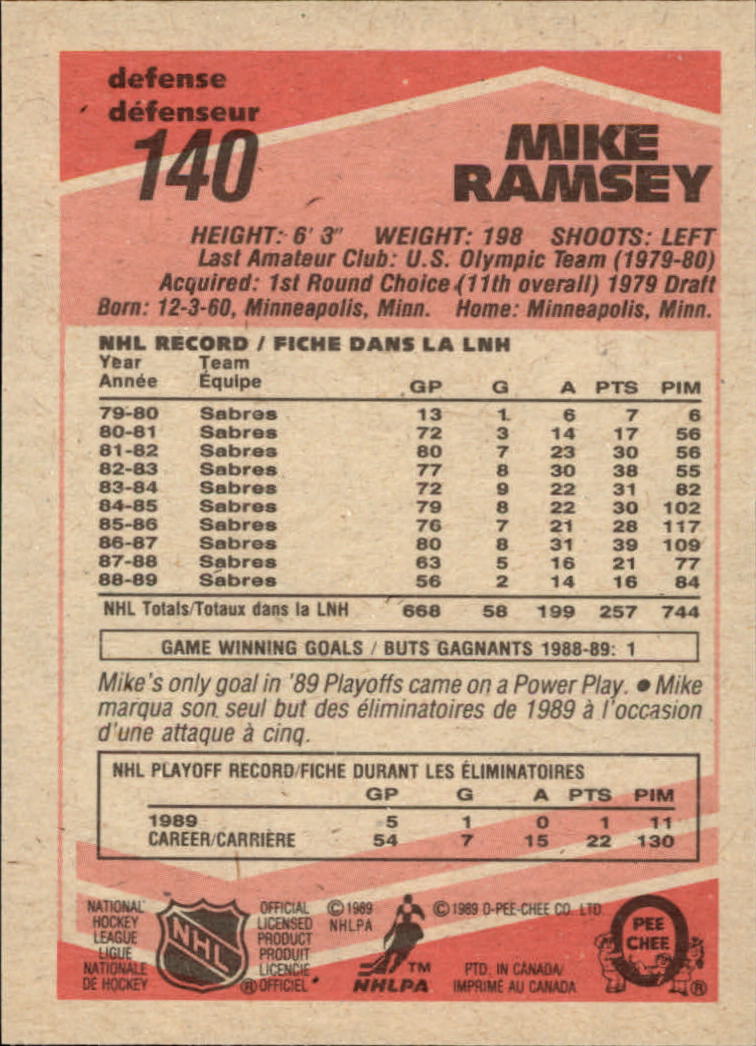 defense
défenseur
140
MIKE
RAMSEY
HEIGHT: 6' 3" WEIGHT: 198 SHOOTS: LEFT
Last Amateur Club: U.S. Olympic Team (1979-80)
Acquired: 1st Round Choice (11th overall) 1979 Draft
Born: 12-3-60, Minneapolis, Minn. Home: Minneapolis, Minn.
NHL RECORD / FICHE DANS LA LNH
Year Team
Année Équipe GP G A PTS PIM
79-80 Sabres 13 1 6 7 6
80-81 Sabres 72 3 14 17 56
81-82 Sabres 80 7 23 30 56
82-83 Sabres 77 8 30 38 55
83-84 Sabres 72 9 22 31 82
84-85 Sabres 79 8 22 30 102
85-86 Sabres 76 7 21 28 117
86-87 Sabres 80 8 31 39 109
87-88 Sabres 63 5 16 21 77
88-89 Sabres 56 2 14 16 84
NHL Totals/Totaux dans la LNH 668 58 199 257 744
GAME WINNING GOALS / BUTS GAGNANTS 1988-89: 1
Mike's only goal in '89 Playoffs came on a Power Play. ● Mike
marqua son seul but des éliminatoires de 1989 à l'occasion
d'une attaque à cinq.
NHL PLAYOFF RECORD/FICHE DURANT LES ÉLIMINATOIRES
GP G A PTS PIM
1989 5 1 0 1 11
CAREER/CARRIÈRE 54 7 15 22 130
NATIONAL
HOCKEY
LEAGUE
LIGUE
NATIONALE
DE HOCKEY
NHL
®
OFFICIAL
LICENSED
PRODUCT
PRODUIT
LICENCIÉ
OFFICIEL
© 1989
NHLPA
TM
NHLPA
© 1989 O-PEE-CHEE CO. LTD.
PTD. IN CANADA/
IMPRIMÉ AU CANADA
O
PEE
CHEE
®